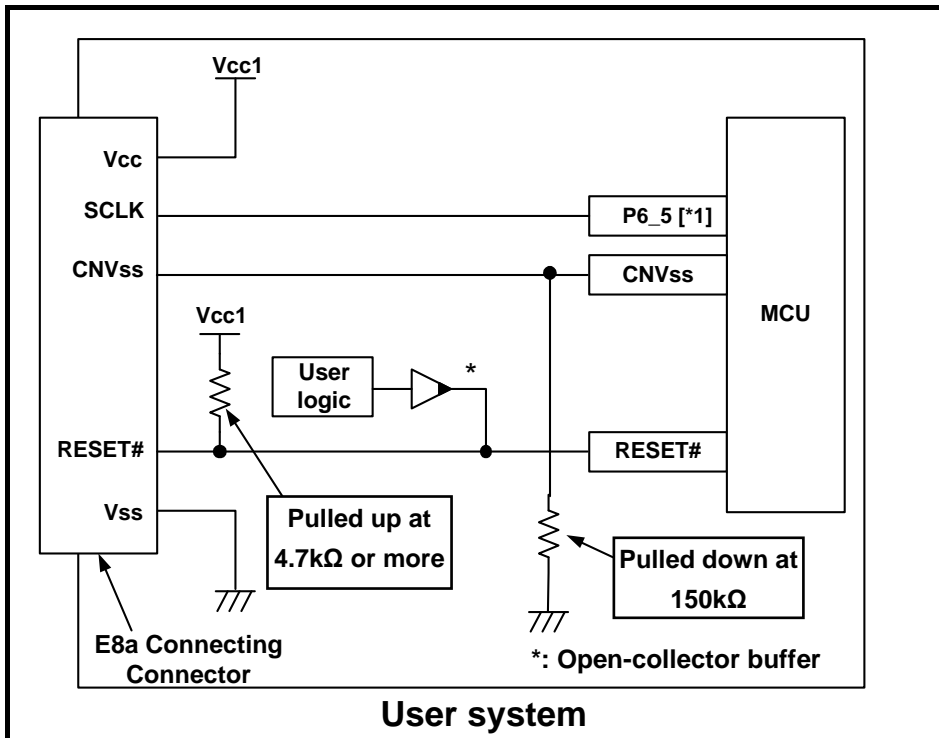 Vcc1
Vcc
SCLK
P6_5 [*1]
CNVss
CNVss
MCU
Vcc1
User
logic
*
RESET#
RESET#
Vss
Pulled up at
4.7kΩ or more
Pulled down at
150kΩ
E8a Connecting
Connector
*: Open-collector buffer
User system